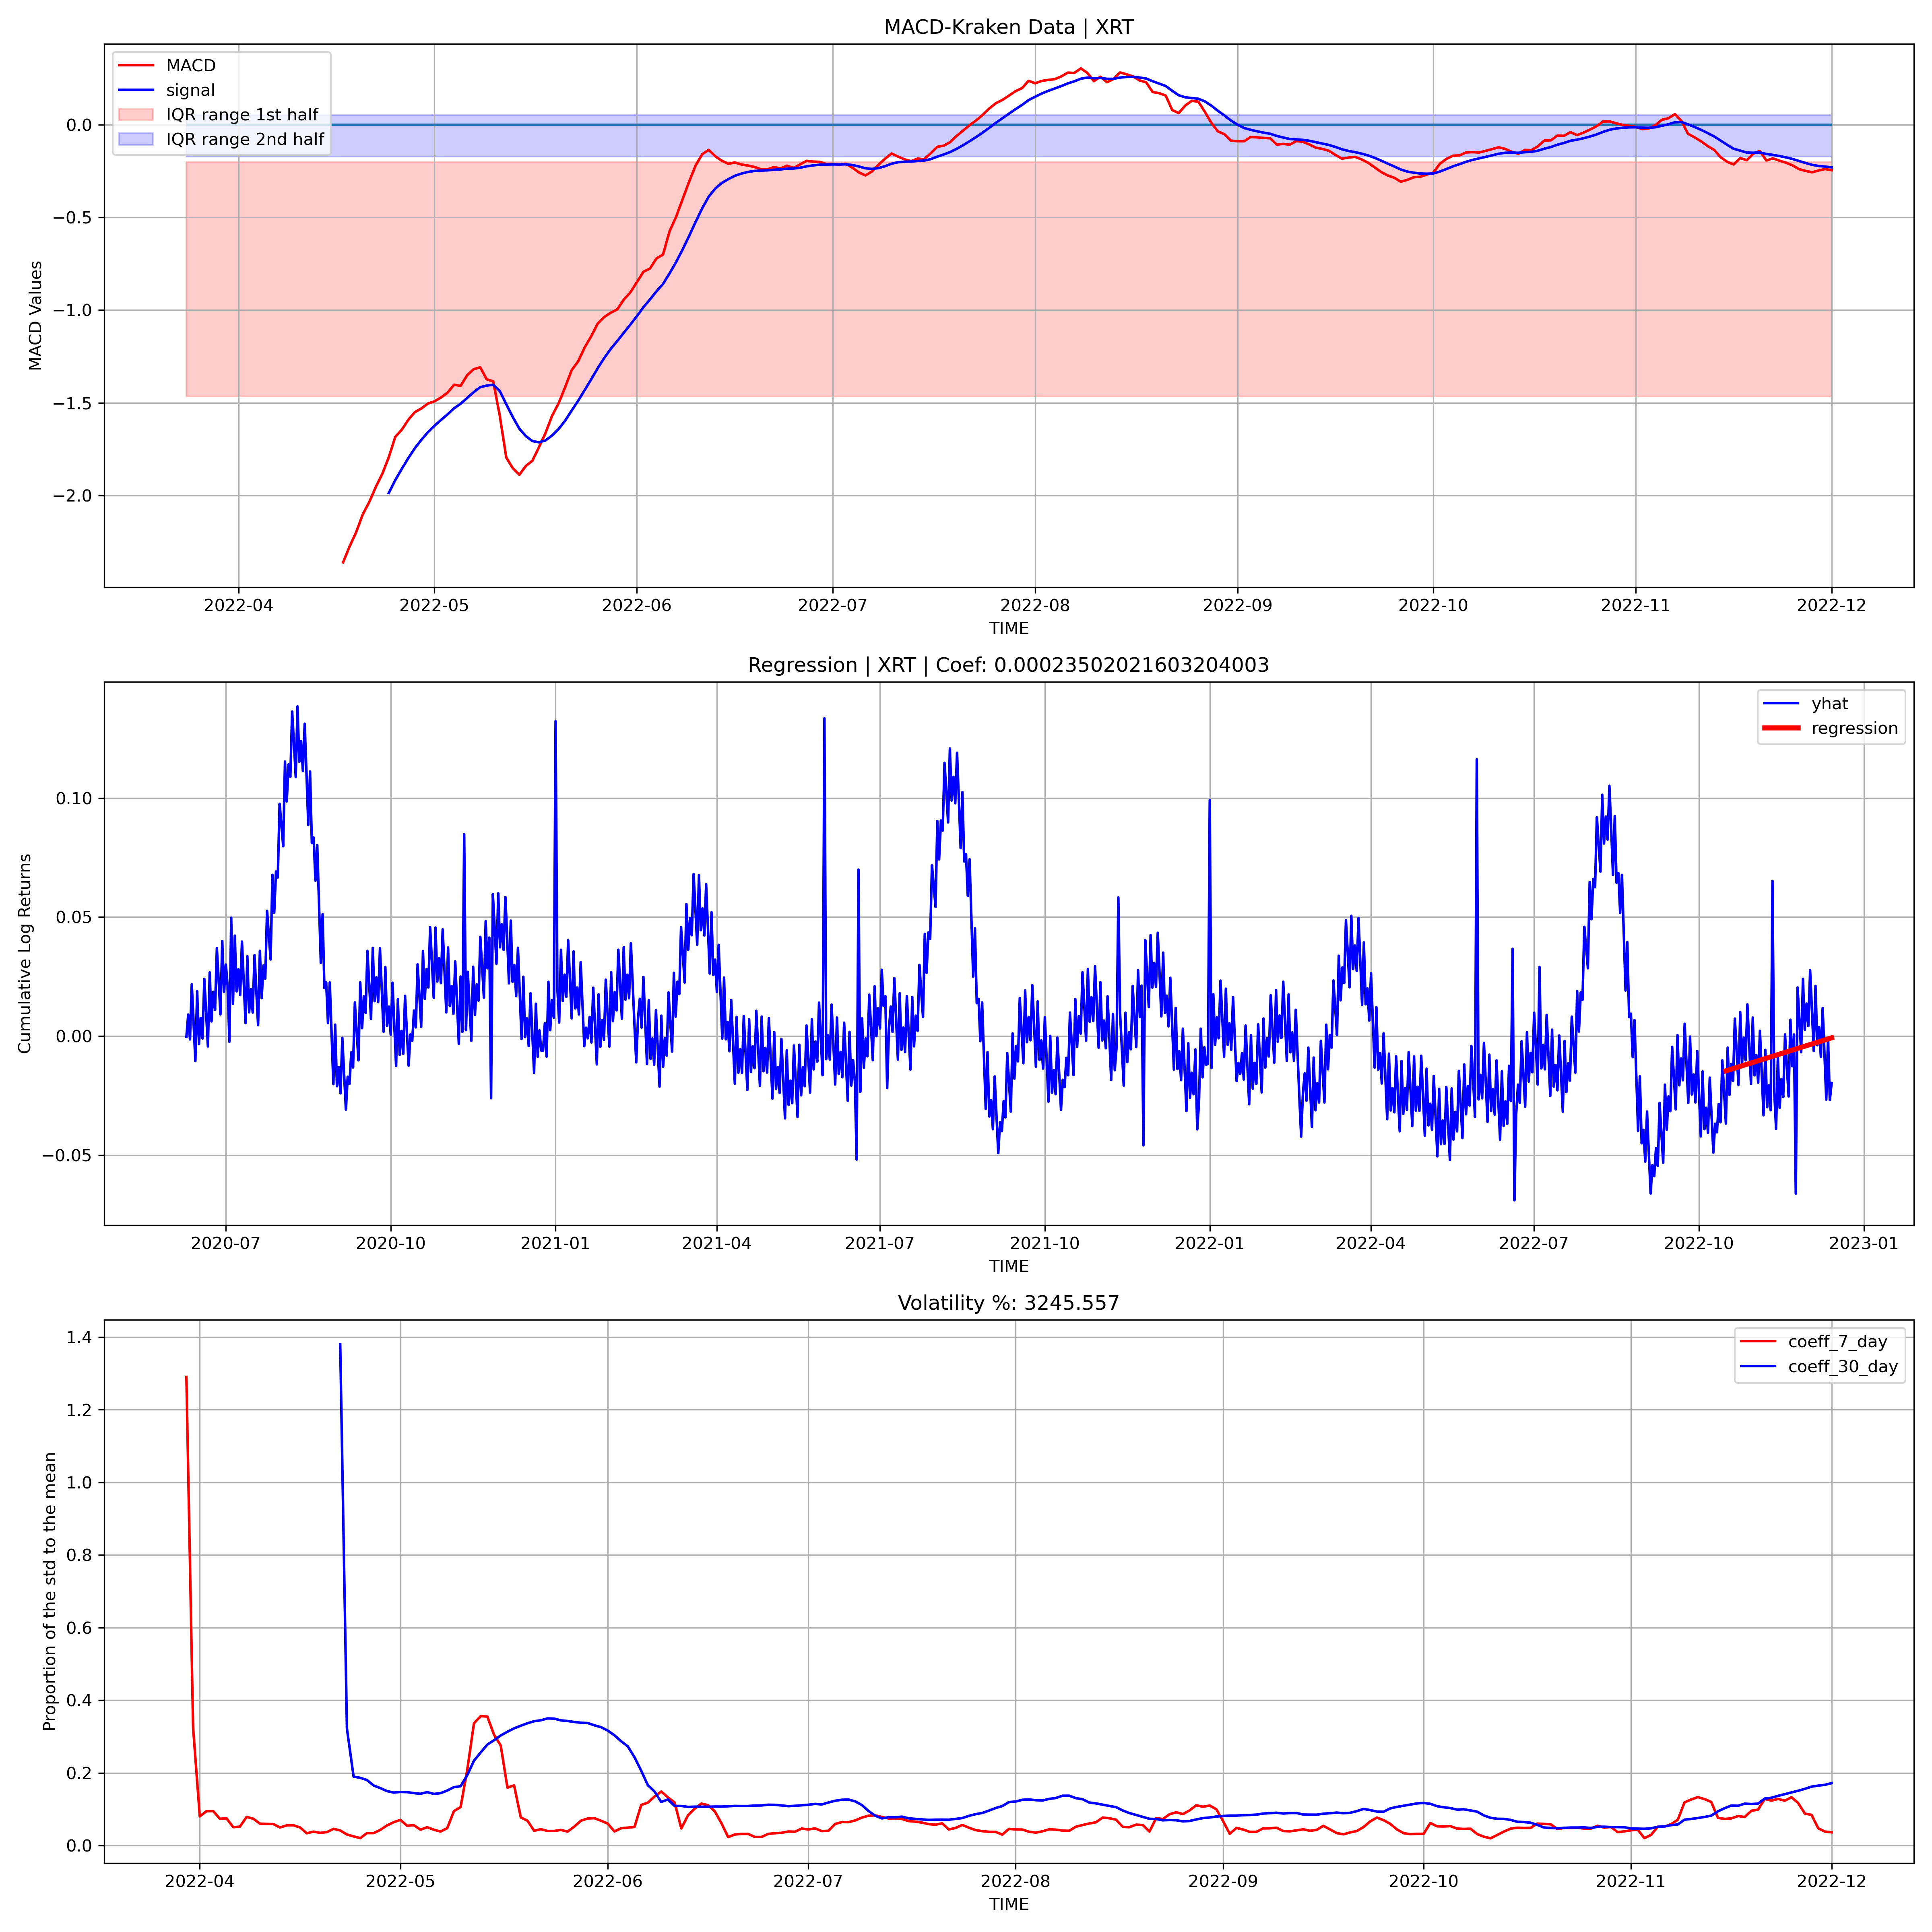 MACD-Kraken Data | XRT
MACD
signal
IQR range 1st half
IQR range 2nd half
0.0
−0.5
−1.0
−1.5
−2.0
MACD Values
2022-04 2022-05 2022-06 2022-07 2022-08 2022-09 2022-10 2022-11 2022-12
TIME
Regression | XRT | Coef: 0.00023502021603204003
yhat
regression
0.10
0.05
0.00
−0.05
Cumulative Log Returns
2020-07 2020-10 2021-01 2021-04 2021-07 2021-10 2022-01 2022-04 2022-07 2022-10 2023-01
TIME
Volatility %: 3245.557
coeff_7_day
coeff_30_day
1.4
1.2
1.0
0.8
0.6
0.4
0.2
0.0
Proportion of the std to the mean
2022-04 2022-05 2022-06 2022-07 2022-08 2022-09 2022-10 2022-11 2022-12
TIME